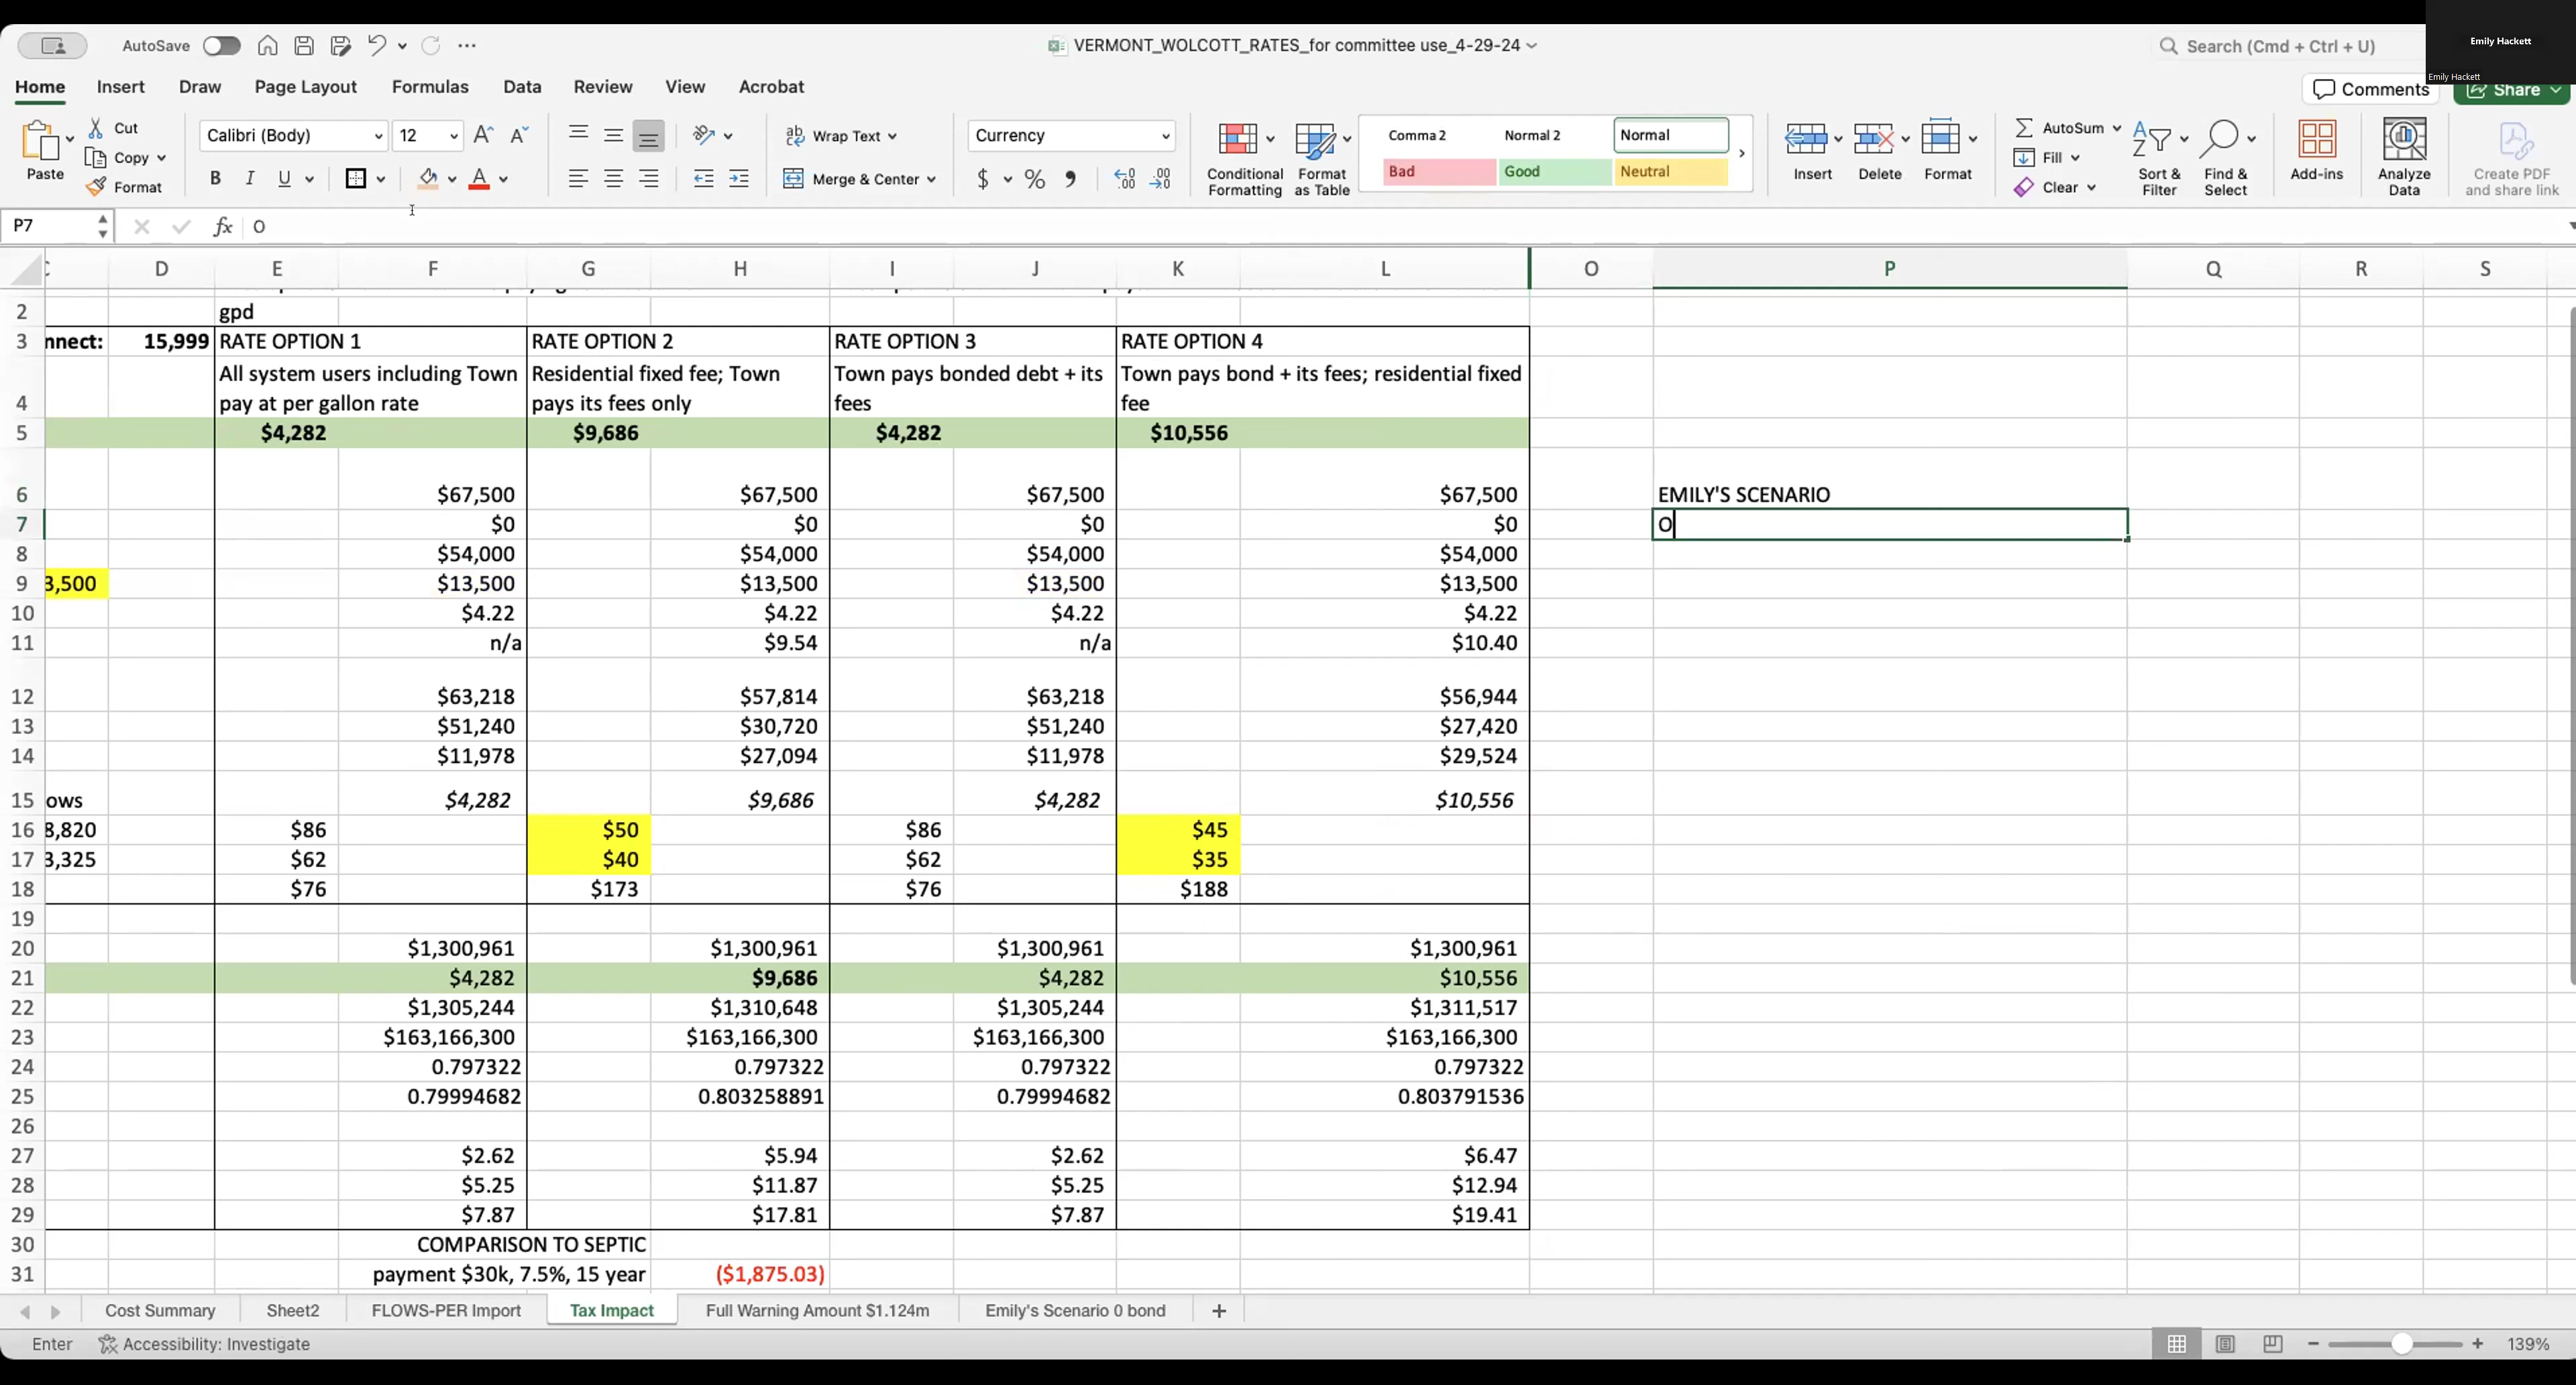 Emily Hackett
Emily Hackett
AutoSave
VERMONT_WOLCOTT_RATES_for committee use_4-29-24
Search (Cmd + Ctrl + U)
Home Insert Draw Page Layout Formulas Data Review View Acrobat
Comments Share
Paste Cut Copy Format
Calibri (Body) 12
B I U
Wrap Text
Merge & Center
Currency
$ %
Conditional Formatting
Format as Table
Comma 2 Normal 2 Normal
Bad Good Neutral
Insert Delete Format
AutoSum
Fill
Clear
Sort & Filter
Find & Select
Add-ins
Analyze Data
Create PDF and share link
P7 fx O
D E F G H I J K L O P Q R S
2 gpd
3 nnect: 15,999 RATE OPTION 1 RATE OPTION 2 RATE OPTION 3 RATE OPTION 4
All system users including Town Residential fixed fee; Town Town pays bonded debt + its Town pays bond + its fees; residential fixed
4 pay at per gallon rate pays its fees only fees fee
5 $4,282 $9,686 $4,282 $10,556
6 $67,500 $67,500 $67,500 $67,500 EMILY'S SCENARIO
7 $0 $0 $0 $0 O
8 $54,000 $54,000 $54,000 $54,000
9 3,500 $13,500 $13,500 $13,500 $13,500
10 $4.22 $4.22 $4.22 $4.22
11 n/a $9.54 n/a $10.40
12 $63,218 $57,814 $63,218 $56,944
13 $51,240 $30,720 $51,240 $27,420
14 $11,978 $27,094 $11,978 $29,524
15 ows $4,282 $9,686 $4,282 $10,556
16 8,820 $86 $50 $86 $45
17 3,325 $62 $40 $62 $35
18 $76 $173 $76 $188
19
20 $1,300,961 $1,300,961 $1,300,961 $1,300,961
21 $4,282 $9,686 $4,282 $10,556
22 $1,305,244 $1,310,648 $1,305,244 $1,311,517
23 $163,166,300 $163,166,300 $163,166,300 $163,166,300
24 0.797322 0.797322 0.797322 0.797322
25 0.79994682 0.803258891 0.79994682 0.803791536
26
27 $2.62 $5.94 $2.62 $6.47
28 $5.25 $11.87 $5.25 $12.94
29 $7.87 $17.81 $7.87 $19.41
30 COMPARISON TO SEPTIC
31 payment $30k, 7.5%, 15 year ($1,875.03)
Cost Summary Sheet2 FLOWS-PER Import Tax Impact Full Warning Amount $1.124m Emily's Scenario 0 bond +
Enter Accessibility: Investigate 139%